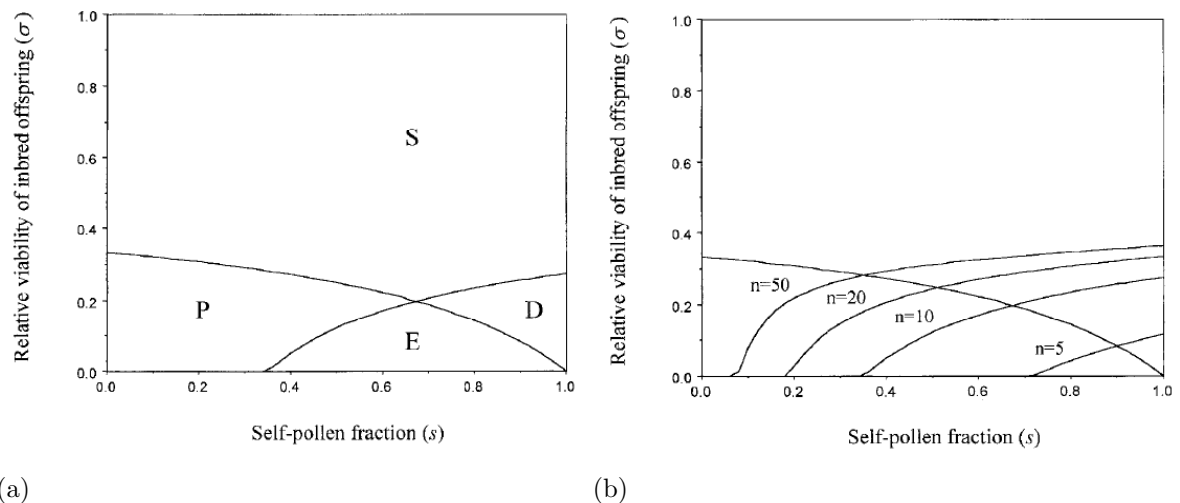 Relative viability of inbred offspring (σ)
1.0
0.8
0.6
0.4
0.2
0.0
S
P
D
E
0.0 0.2 0.4 0.6 0.8 1.0
Self-pollen fraction (s)
(a)
Relative viability of inbred offspring (σ)
1.0
0.8
0.6
0.4
0.2
0.0
n=50
n=20
n=10
n=5
0.0 0.2 0.4 0.6 0.8 1.0
Self-pollen fraction (s)
(b)